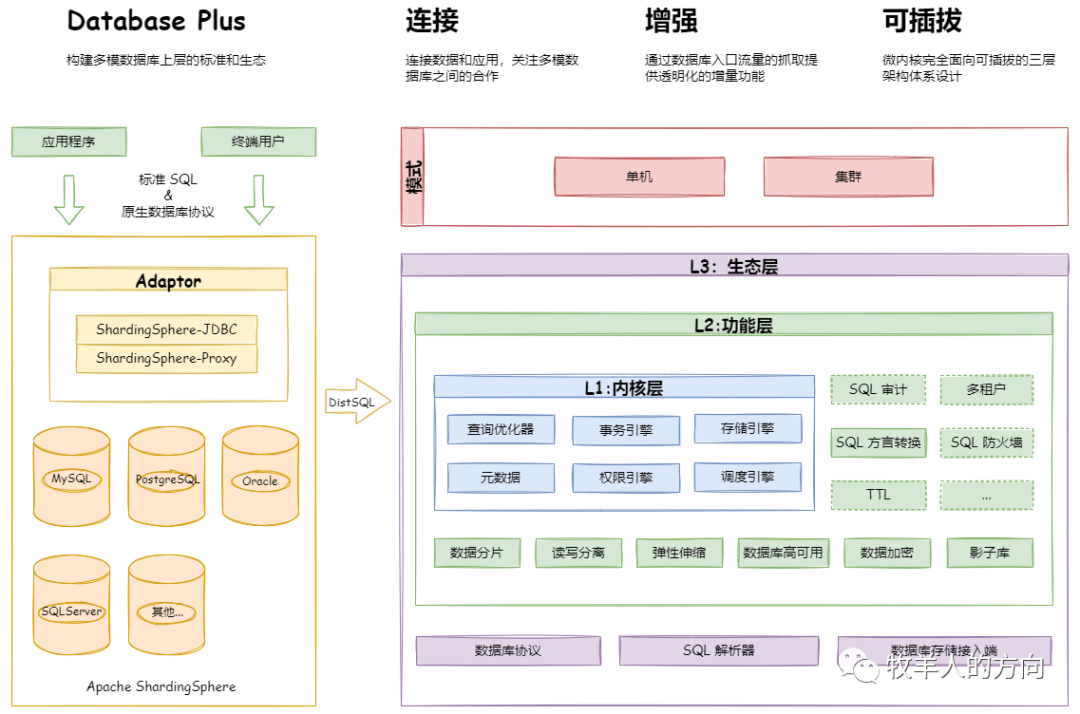 Database Plus
构建多模数据库上层的标准和生态
连接
连接数据和应用，关注多模数
据库之间的合作
增强
通过数据库入口流量的抓取提
供透明化的增量功能
可插拔
微内核完全面向可插拔的三层
架构体系设计
应用程序
终端用户
标准 SQL
&
原生数据库协议
Adaptor
ShardingSphere-JDBC
ShardingSphere-Proxy
MySQL
PostgreSQL
Oracle
SQLServer
其他...
Apache ShardingSphere
DistSQL
模式
单机
集群
L3：生态层
L2:功能层
L1:内核层
查询优化器
事务引擎
存储引擎
元数据
权限引擎
调度引擎
SQL 审计
多租户
SQL 方言转换
SQL 防火墙
TTL
...
数据分片
读写分离
弹性伸缩
数据库高可用
数据加密
影子库
数据库协议
SQL 解析器
数据库存储接入端
牧羊人的方向